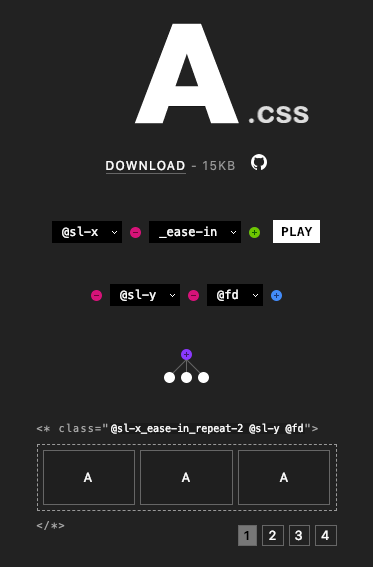 A.css
DOWNLOAD - 15KB
@sl-x _ease-in PLAY
@sl-y @fd
<* class="@sl-x_ease-in_repeat-2 @sl-y @fd">
A A A
</*>
1 2 3 4